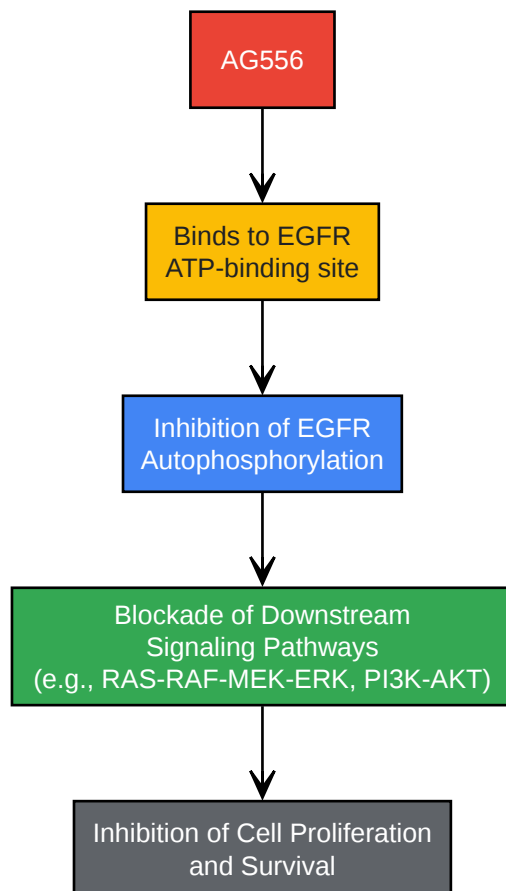 AG556
Binds to EGFR
ATP-binding site
Inhibition of EGFR
Autophosphorylation
Blockade of Downstream
Signaling Pathways
(e.g., RAS-RAF-MEK-ERK, PI3K-AKT)
Inhibition of Cell Proliferation
and Survival